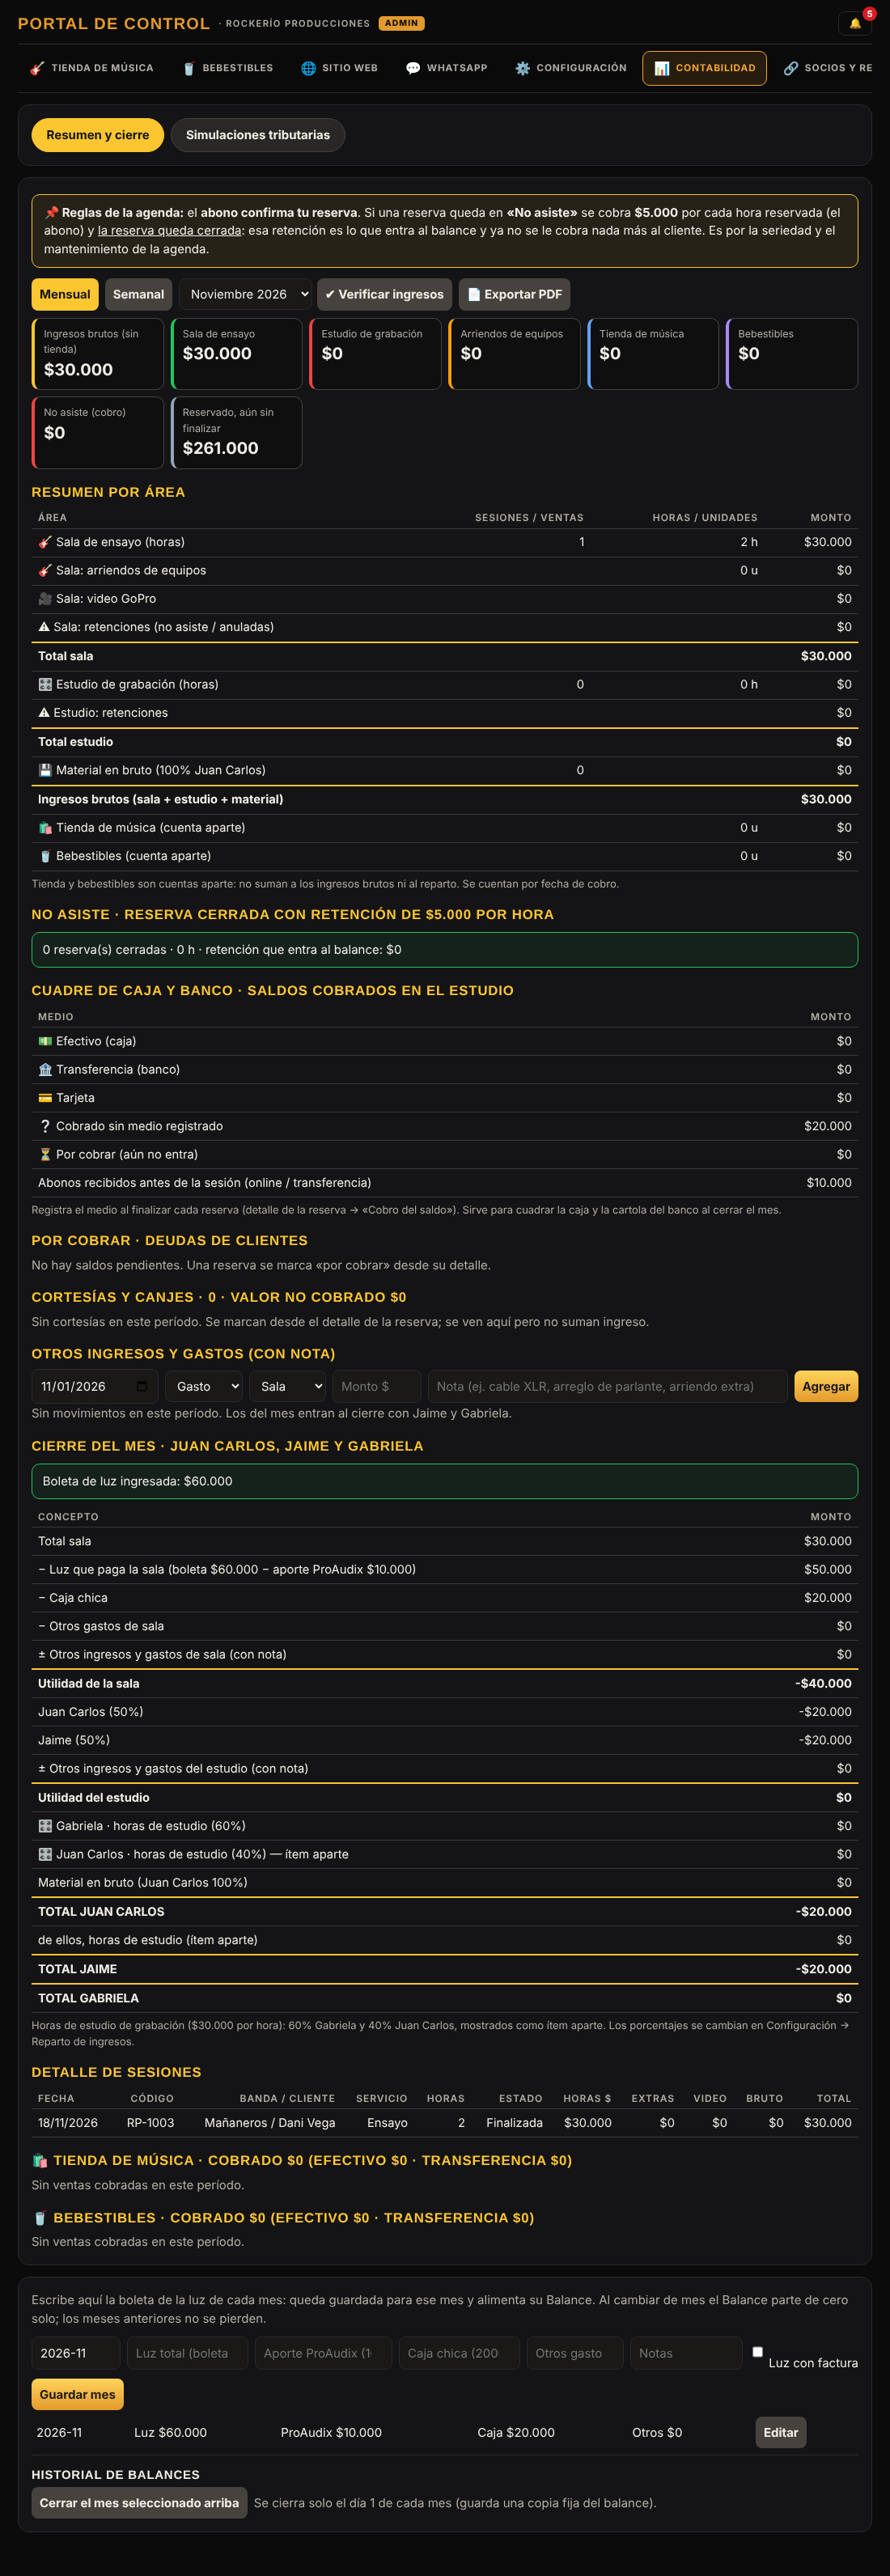 PORTAL DE CONTROL · ROCKERÍO PRODUCCIONES ADMIN 🔔 5
🎸 TIENDA DE MÚSICA 🥤 BEBESTIBLES 🌐 SITIO WEB 💬 WHATSAPP ⚙️ CONFIGURACIÓN 📊 CONTABILIDAD 🔗 SOCIOS Y RE
Resumen y cierre Simulaciones tributarias
📌 Reglas de la agenda: el abono confirma tu reserva. Si una reserva queda en «No asiste» se cobra $5.000 por cada hora reservada (el
abono) y la reserva queda cerrada: esa retención es lo que entra al balance y ya no se le cobra nada más al cliente. Es por la seriedad y el
mantenimiento de la agenda.
Mensual Semanal Noviembre 2026 ✔ Verificar ingresos 📄 Exportar PDF
Ingresos brutos (sin
tienda)
$30.000
Sala de ensayo
$30.000
Estudio de grabación
$0
Arriendos de equipos
$0
Tienda de música
$0
Bebestibles
$0
No asiste (cobro)
$0
Reservado, aún sin
finalizar
$261.000
RESUMEN POR ÁREA
ÁREA SESIONES / VENTAS HORAS / UNIDADES MONTO
🎸 Sala de ensayo (horas) 1 2 h $30.000
🎸 Sala: arriendos de equipos 0 u $0
🎥 Sala: video GoPro $0
⚠ Sala: retenciones (no asiste / anuladas) $0
Total sala $30.000
🎛 Estudio de grabación (horas) 0 0 h $0
⚠ Estudio: retenciones $0
Total estudio $0
💾 Material en bruto (100% Juan Carlos) 0 $0
Ingresos brutos (sala + estudio + material) $30.000
🛍 Tienda de música (cuenta aparte) 0 u $0
🥤 Bebestibles (cuenta aparte) 0 u $0
Tienda y bebestibles son cuentas aparte: no suman a los ingresos brutos ni al reparto. Se cuentan por fecha de cobro.
NO ASISTE · RESERVA CERRADA CON RETENCIÓN DE $5.000 POR HORA
0 reserva(s) cerradas · 0 h · retención que entra al balance: $0
CUADRE DE CAJA Y BANCO · SALDOS COBRADOS EN EL ESTUDIO
MEDIO MONTO
💵 Efectivo (caja) $0
🏦 Transferencia (banco) $0
💳 Tarjeta $0
❔ Cobrado sin medio registrado $20.000
⏳ Por cobrar (aún no entra) $0
Abonos recibidos antes de la sesión (online / transferencia) $10.000
Registra el medio al finalizar cada reserva (detalle de la reserva → «Cobro del saldo»). Sirve para cuadrar la caja y la cartola del banco al cerrar el mes.
POR COBRAR · DEUDAS DE CLIENTES
No hay saldos pendientes. Una reserva se marca «por cobrar» desde su detalle.
CORTESÍAS Y CANJES · 0 · VALOR NO COBRADO $0
Sin cortesías en este período. Se marcan desde el detalle de la reserva; se ven aquí pero no suman ingreso.
OTROS INGRESOS Y GASTOS (CON NOTA)
11/01/2026 Gasto Sala Monto $ Nota (ej. cable XLR, arreglo de parlante, arriendo extra) Agregar
Sin movimientos en este período. Los del mes entran al cierre con Jaime y Gabriela.
CIERRE DEL MES · JUAN CARLOS, JAIME Y GABRIELA
Boleta de luz ingresada: $60.000
CONCEPTO MONTO
Total sala $30.000
− Luz que paga la sala (boleta $60.000 − aporte ProAudix $10.000) $50.000
− Caja chica $20.000
− Otros gastos de sala $0
± Otros ingresos y gastos de sala (con nota) $0
Utilidad de la sala -$40.000
Juan Carlos (50%) -$20.000
Jaime (50%) -$20.000
± Otros ingresos y gastos del estudio (con nota) $0
Utilidad del estudio $0
🎛 Gabriela · horas de estudio (60%) $0
🎛 Juan Carlos · horas de estudio (40%) — ítem aparte $0
Material en bruto (Juan Carlos 100%) $0
TOTAL JUAN CARLOS -$20.000
de ellos, horas de estudio (ítem aparte) $0
TOTAL JAIME -$20.000
TOTAL GABRIELA $0
Horas de estudio de grabación ($30.000 por hora): 60% Gabriela y 40% Juan Carlos, mostrados como ítem aparte. Los porcentajes se cambian en Configuración →
Reparto de ingresos.
DETALLE DE SESIONES
FECHA CÓDIGO BANDA / CLIENTE SERVICIO HORAS ESTADO HORAS $ EXTRAS VIDEO BRUTO TOTAL
18/11/2026 RP-1003 Mañaneros / Dani Vega Ensayo 2 Finalizada $30.000 $0 $0 $0 $30.000
🛍 TIENDA DE MÚSICA · COBRADO $0 (EFECTIVO $0 · TRANSFERENCIA $0)
Sin ventas cobradas en este período.
🥤 BEBESTIBLES · COBRADO $0 (EFECTIVO $0 · TRANSFERENCIA $0)
Sin ventas cobradas en este período.
Escribe aquí la boleta de la luz de cada mes: queda guardada para ese mes y alimenta su Balance. Al cambiar de mes el Balance parte de cero
solo; los meses anteriores no se pierden.
2026-11 Luz total (boleta Aporte ProAudix (1 Caja chica (200 Otros gasto Notas Luz con factura
Guardar mes
2026-11 Luz $60.000 ProAudix $10.000 Caja $20.000 Otros $0 Editar
HISTORIAL DE BALANCES
Cerrar el mes seleccionado arriba Se cierra solo el día 1 de cada mes (guarda una copia fija del balance).